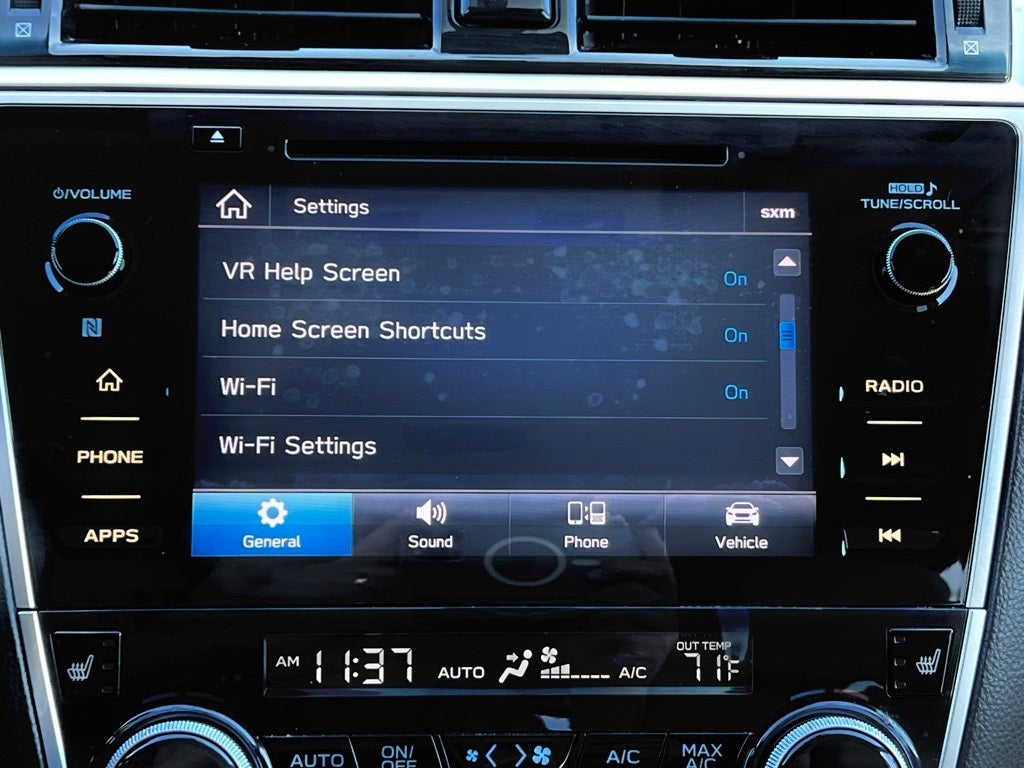 ⏻/VOLUME
HOLD ♪
TUNE/SCROLL
Settings
sxm
VR Help Screen On
Home Screen Shortcuts On
Wi-Fi On
Wi-Fi Settings
General Sound Phone Vehicle
N
PHONE
APPS
RADIO
AM 11:37 AUTO A/C OUT TEMP 71°F
AUTO
ON/
OFF
A/C
MAX
A/C